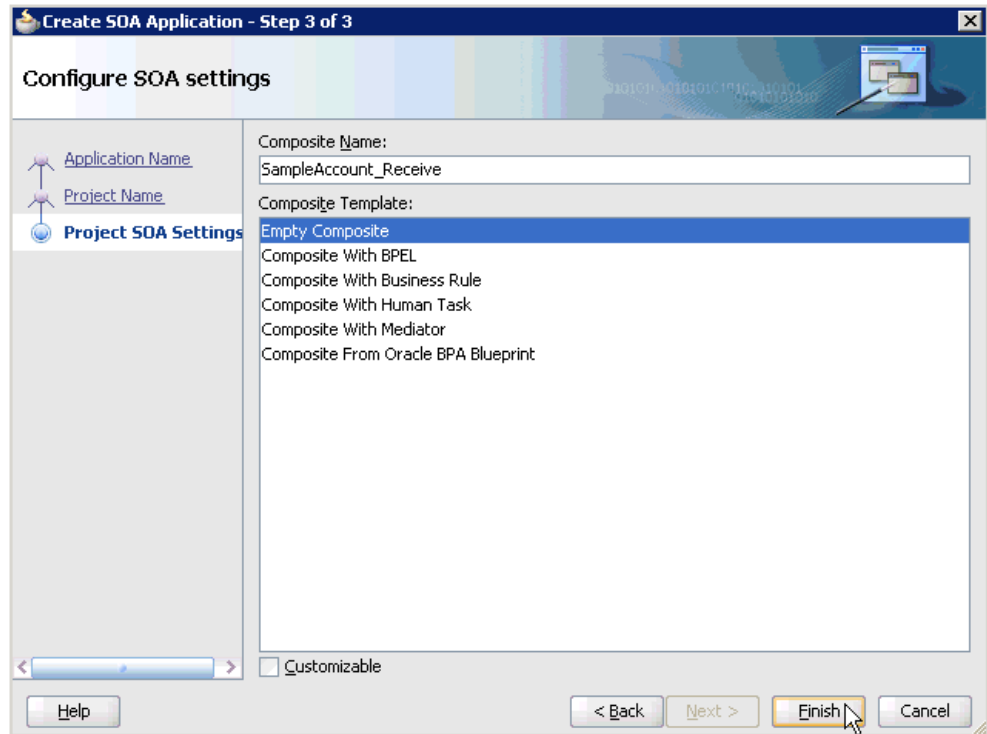 Create SOA Application - Step 3 of 3
Configure SOA settings
Application Name
Project Name
Project SOA Settings
Composite Name:
SampleAccount_Receive
Composite Template:
Empty Composite
Composite With BPEL
Composite With Business Rule
Composite With Human Task
Composite With Mediator
Composite From Oracle BPA Blueprint
Customizable
Help
< Back
Next >
Finish
Cancel